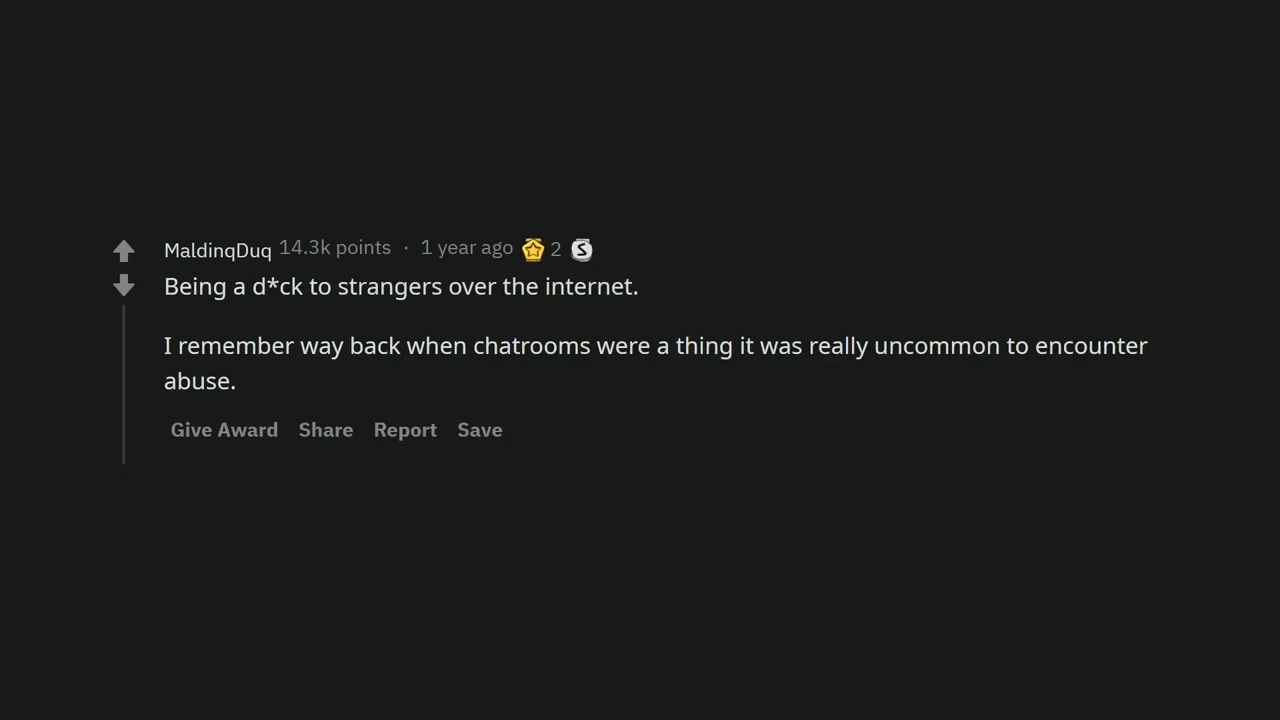 MaldinqDuq 14.3k points · 1 year ago 2 S
Being a d*ck to strangers over the internet.
I remember way back when chatrooms were a thing it was really uncommon to encounter
abuse.
Give Award Share Report Save